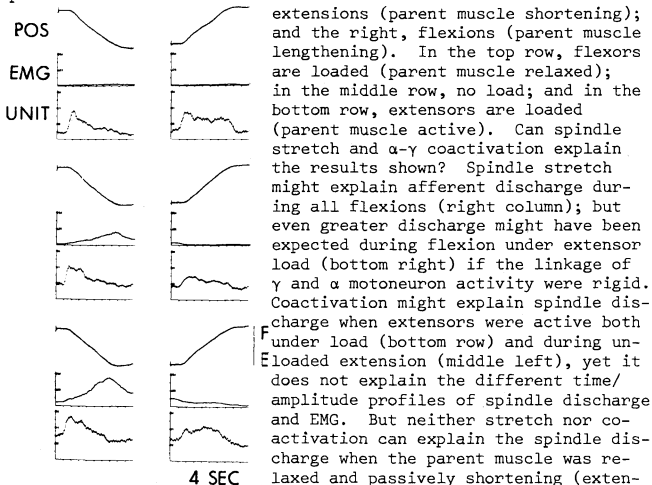 POS
EMG
UNIT
4 SEC
F
E
extensions (parent muscle shortening);
and the right, flexions (parent muscle
lengthening). In the top row, flexors
are loaded (parent muscle relaxed);
in the middle row, no load; and in the
bottom row, extensors are loaded
(parent muscle active). Can spindle
stretch and α-γ coactivation explain
the results shown? Spindle stretch
might explain afferent discharge dur-
ing all flexions (right column); but
even greater discharge might have been
expected during flexion under extensor
load (bottom right) if the linkage of
γ and α motoneuron activity were rigid.
Coactivation might explain spindle dis-
charge when extensors were active both
under load (bottom row) and during un-
loaded extension (middle left), yet it
does not explain the different time/
amplitude profiles of spindle discharge
and EMG. But neither stretch nor co-
activation can explain the spindle dis-
charge when the parent muscle was re-
laxed and passively shortening (exten-